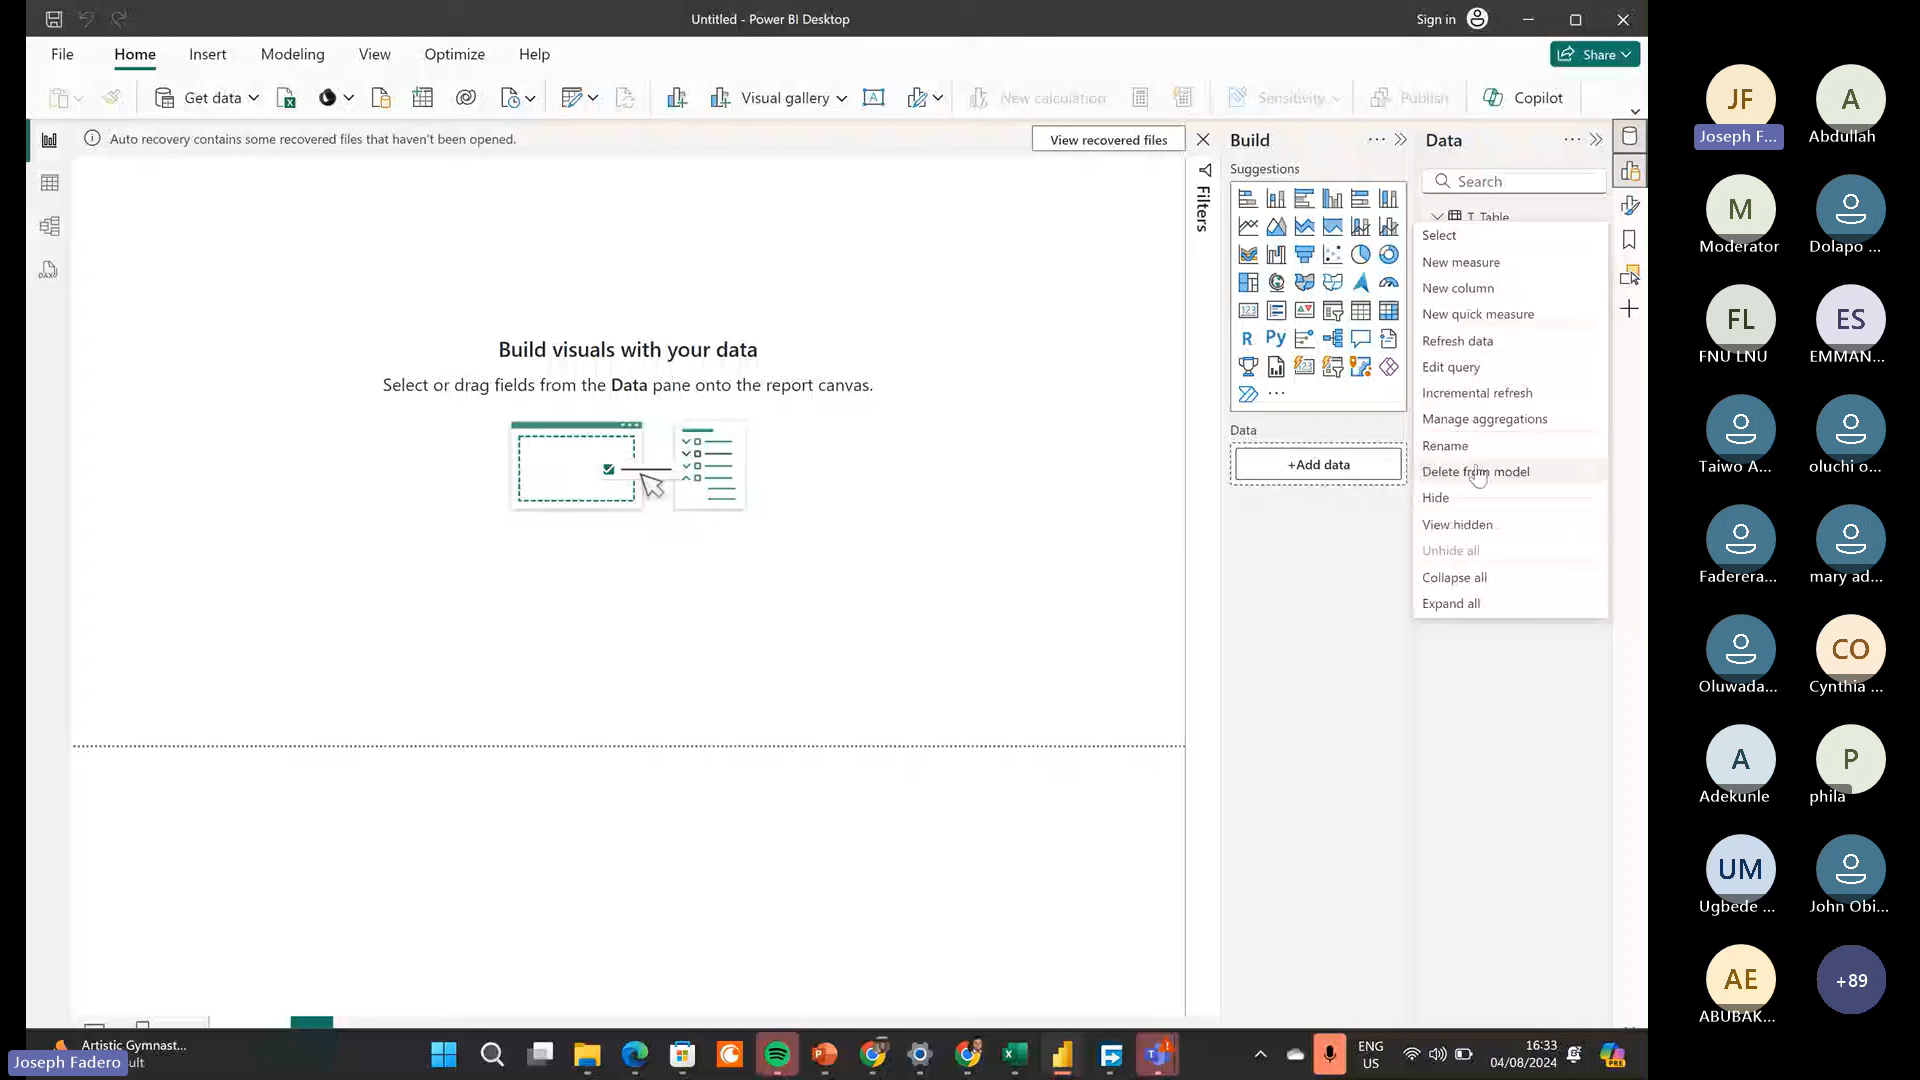 Untitled - Power BI Desktop
Sign in
File
Home
Insert
Modeling
View
Optimize
Help
Share
Get data
Visual gallery
New calculation
Sensitivity
Publish
Copilot
Auto recovery contains some recovered files that haven't been opened.
View recovered files
Filters
Build visuals with your data
Select or drag fields from the Data pane onto the report canvas.
Build
Suggestions
123
R
Py
Data
+Add data
Data
Search
T_Table
Select
New measure
New column
New quick measure
Refresh data
Edit query
Incremental refresh
Manage aggregations
Rename
Delete from model
Hide
View hidden
Unhide all
Collapse all
Expand all
DAX
JF
Joseph F...
A
Abdullah
M
Moderator
Dolapo ...
FL
FNU LNU
ES
EMMAN...
Taiwo A...
oluchi o...
Faderera...
mary ad...
Oluwada...
CO
Cynthia ...
A
Adekunle
P
phila
UM
Ugbede ...
John Obi...
AE
ABUBAK...
+89
Artistic Gymnast...
ult
Joseph Fadero
ENG
US
16:33
04/08/2024
PRE